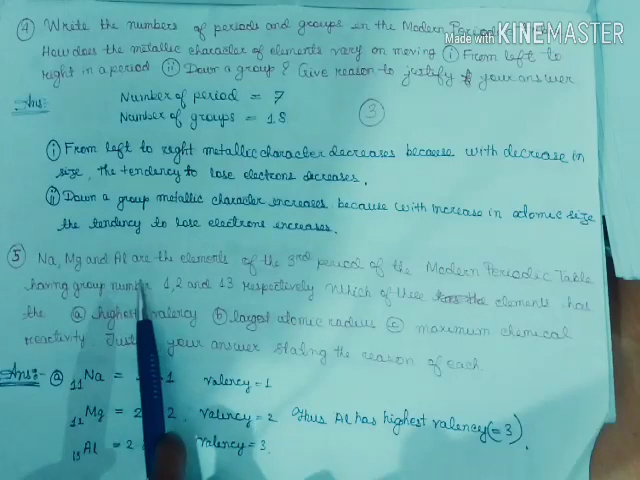 ④ Write the numbers of periods and groups in the Modern Periodic
Made with KINEMASTER
How does the metallic character of elements vary on moving ⓘ From left to
right in a period ⓘⓘ Down a group? Give reason to justify your answer
Ans: Number of period = 7
Number of groups = 18
③
ⓘ From left to right metallic character decreases because with decrease in
size, the tendency to lose electrons decreases.
ⓘⓘ Down a group metallic character increases because with increase in atomic size
the tendency to lose electrons increases.
⑤ Na, Mg and Al are the elements of the 3rd period of the Modern Periodic Table
having group number 1,2 and 13 respectively which of these elements has
the ⓐ highest valency ⓑ largest atomic radius ⓒ maximum chemical
reactivity. your answer stating the reason of each
Ans:- ⓐ 11Na = 1 valency = 1
12Mg = 2 2 valency = 2 Thus Al has highest valency (= 3).
13Al = 2 valency = 3.